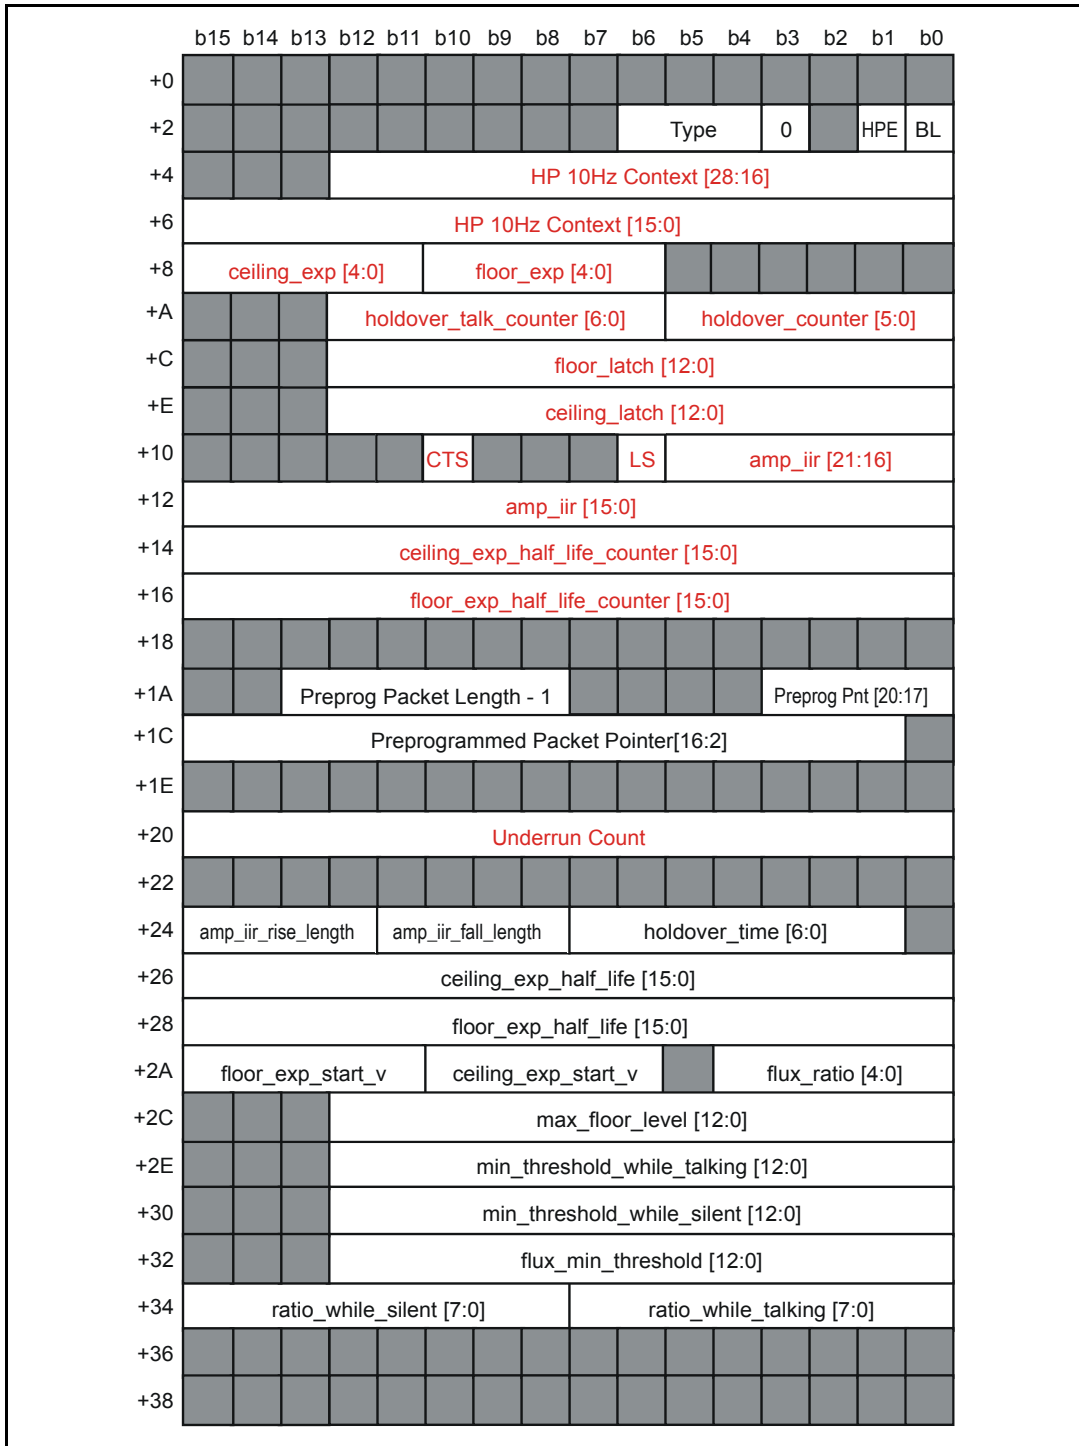 b15 b14 b13 b12 b11 b10 b9 b8 b7 b6 b5 b4 b3 b2 b1 b0
+0
+2 Type 0 HPE BL
+4 HP 10Hz Context [28:16]
+6 HP 10Hz Context [15:0]
+8 ceiling_exp [4:0] floor_exp [4:0]
+A holdover_talk_counter [6:0] holdover_counter [5:0]
+C floor_latch [12:0]
+E ceiling_latch [12:0]
+10 CTS LS amp_iir [21:16]
+12 amp_iir [15:0]
+14 ceiling_exp_half_life_counter [15:0]
+16 floor_exp_half_life_counter [15:0]
+18
+1A Preprog Packet Length - 1 Preprog Pnt [20:17]
+1C Preprogrammed Packet Pointer[16:2]
+1E
+20 Underrun Count
+22
+24 amp_iir_rise_length amp_iir_fall_length holdover_time [6:0]
+26 ceiling_exp_half_life [15:0]
+28 floor_exp_half_life [15:0]
+2A floor_exp_start_v ceiling_exp_start_v flux_ratio [4:0]
+2C max_floor_level [12:0]
+2E min_threshold_while_talking [12:0]
+30 min_threshold_while_silent [12:0]
+32 flux_min_threshold [12:0]
+34 ratio_while_silent [7:0] ratio_while_talking [7:0]
+36
+38